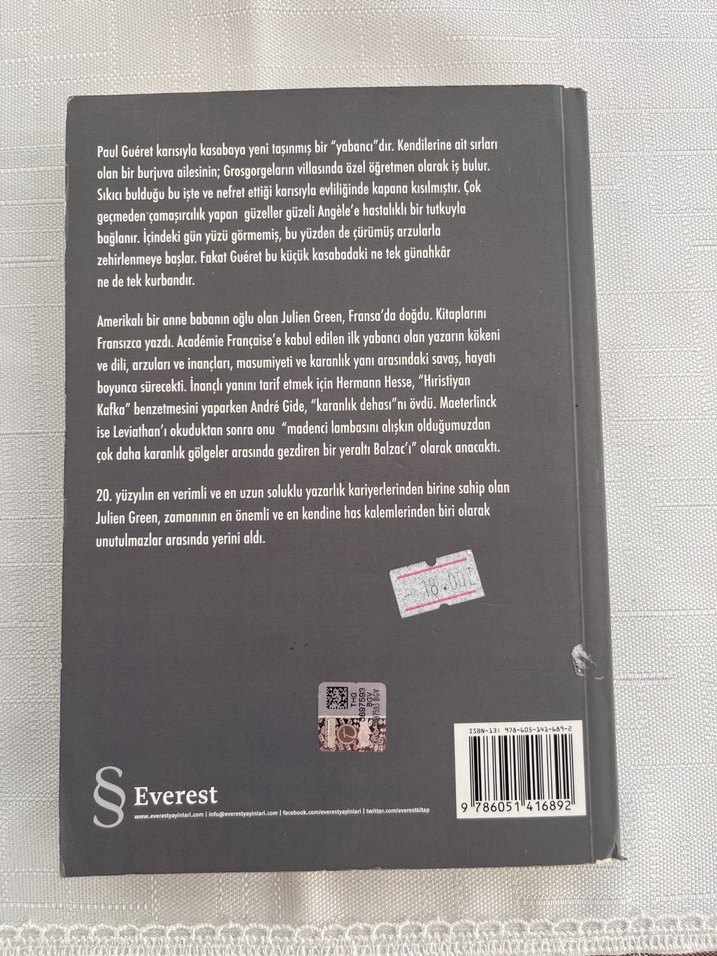 Paul Guéret karısıyla kasabaya yeni taşınmış bir “yabancı”dır. Kendilerine ait sırları
olan bir burjuva ailesinin; Grosgorgeların villasında özel öğretmen olarak iş bulur.
Sıkıcı bulduğu bu işte ve nefret ettiği karısıyla evliliğinde kapana kısılmıştır. Çok
geçmeden çamaşırcılık yapan güzeller güzeli Angèle’e hastalıklı bir tutkuyla
bağlanır. İçindeki gün yüzü görmemiş, bu yüzden de çürümüş arzularla
zehirlenmeye başlar. Fakat Guéret bu küçük kasabadaki ne tek günahkâr
ne de tek kurbandır.
Amerikalı bir anne babanın oğlu olan Julien Green, Fransa’da doğdu. Kitaplarını
Fransızca yazdı. Académie Française’e kabul edilen ilk yabancı olan yazarın kökeni
ve dili, arzuları ve inançları, masumiyeti ve karanlık yanı arasındaki savaş, hayatı
boyunca sürecekti. İnançlı yanını tarif etmek için Hermann Hesse, “Hıristiyan
Kafka” benzetmesini yaparken André Gide, “karanlık dehası”nı övdü. Maeterlinck
ise Leviathan’ı okuduktan sonra onu “madenci lambasını alışkın olduğumuzdan
çok daha karanlık gölgeler arasında gezdiren bir yeraltı Balzac’ı” olarak anacaktı.
20. yüzyılın en verimli ve en uzun soluklu yazarlık kariyerlerinden birine sahip olan
Julien Green, zamanının en önemli ve en kendine has kalemlerinden biri olarak
unutulmazlar arasında yerini aldı.
18.00
THG
0697593
BGV
ISBN-13: 978-605-141-689-2
9 786051 416892
Everest
www.everestyayinlari.com | info@everestyayinlari.com | facebook.com/everestyayinlari | twitter.com/everestkitap